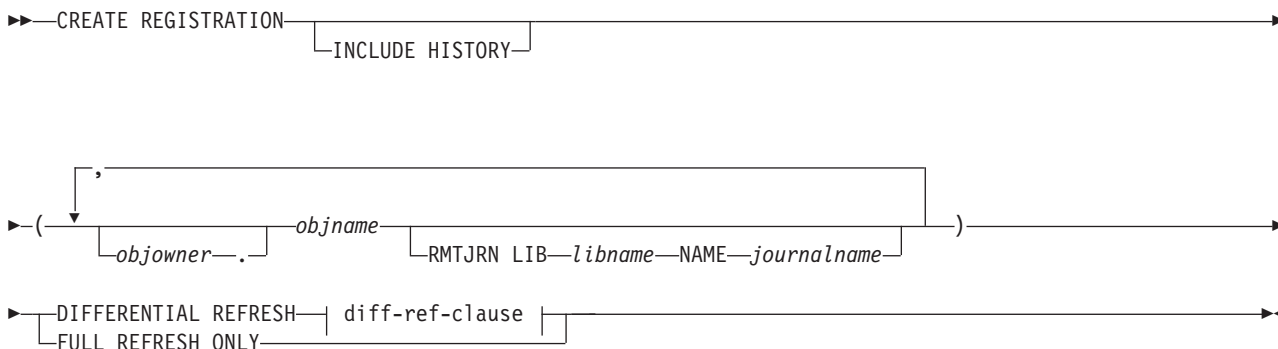 CREATE REGISTRATION
INCLUDE HISTORY
,
( objowner . objname RMTJRN LIB libname NAME journalname )
DIFFERENTIAL REFRESH diff-ref-clause
FULL REFRESH ONLY